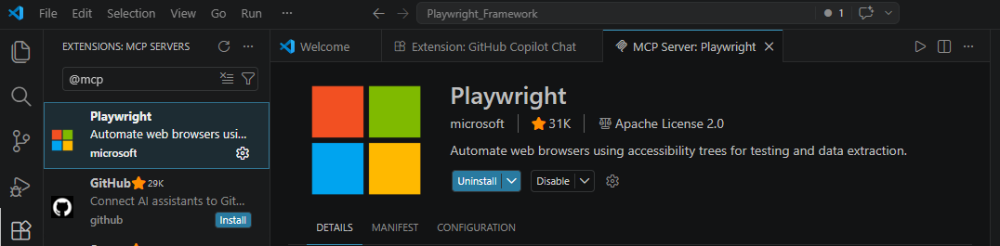 File Edit Selection View Go Run ··· Playwright_Framework 1
EXTENSIONS: MCP SERVERS ···
Welcome Extension: GitHub Copilot Chat MCP Server: Playwright ···
@mcp
Playwright
Automate web browsers usi...
microsoft
GitHub 29K
Connect AI assistants to Git...
github Install
Playwright
microsoft 31K Apache License 2.0
Automate web browsers using accessibility trees for testing and data extraction.
Uninstall Disable
DETAILS MANIFEST CONFIGURATION